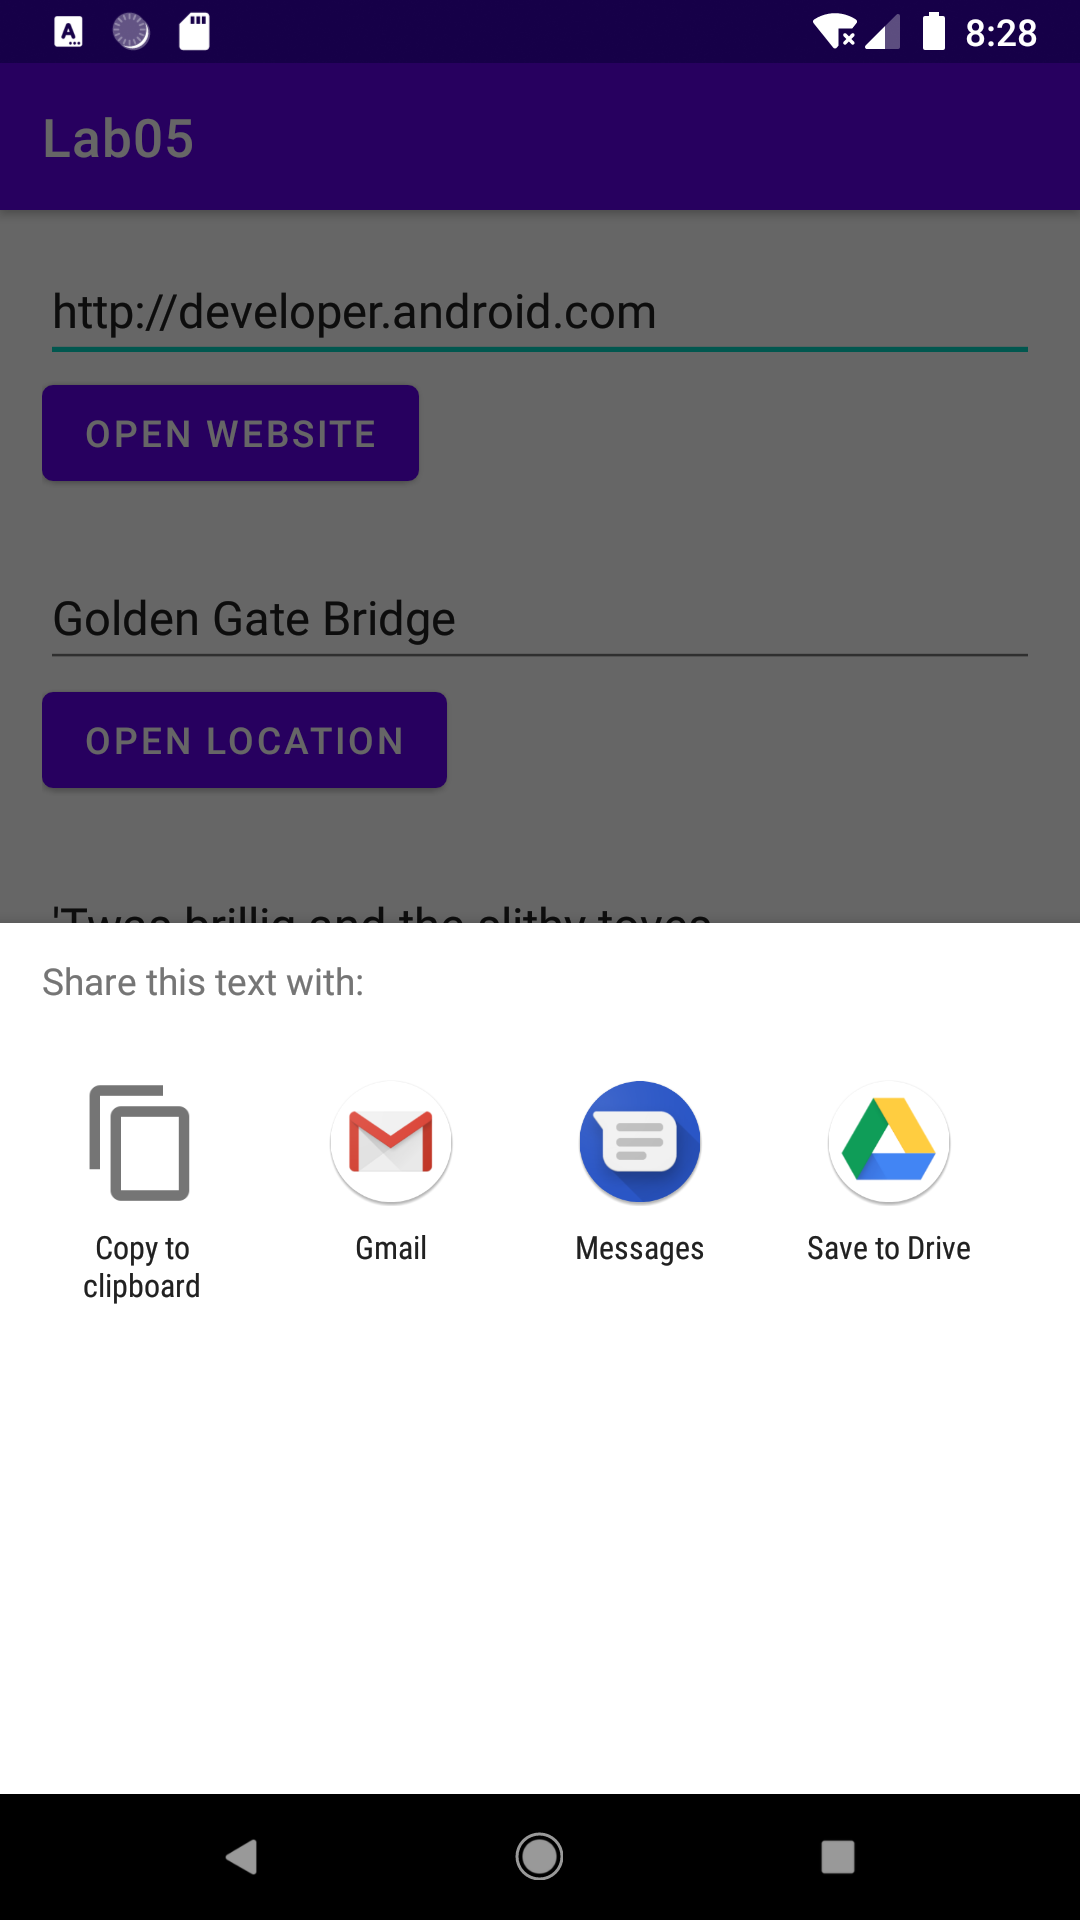 8:28
Lab05
http://developer.android.com
OPEN WEBSITE
Golden Gate Bridge
OPEN LOCATION
'Twas brillig and the slithy toves
Share this text with:
Copy to
clipboard
Gmail
Messages
Save to Drive